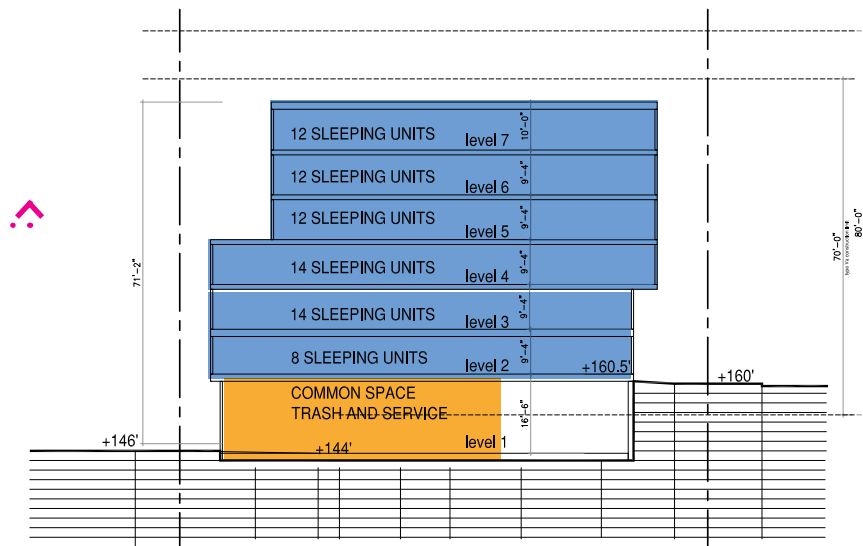 12 SLEEPING UNITS level 7 10'-0"
12 SLEEPING UNITS level 6 9'-4"
12 SLEEPING UNITS level 5 9'-4"
14 SLEEPING UNITS level 4 9'-4"
14 SLEEPING UNITS level 3 9'-4"
8 SLEEPING UNITS level 2 9'-4"
+160.5'
+160'
COMMON SPACE
TRASH AND SERVICE
level 1 16'-6"
+146'
+144'
71'-2"
70'-0"
80'-0"